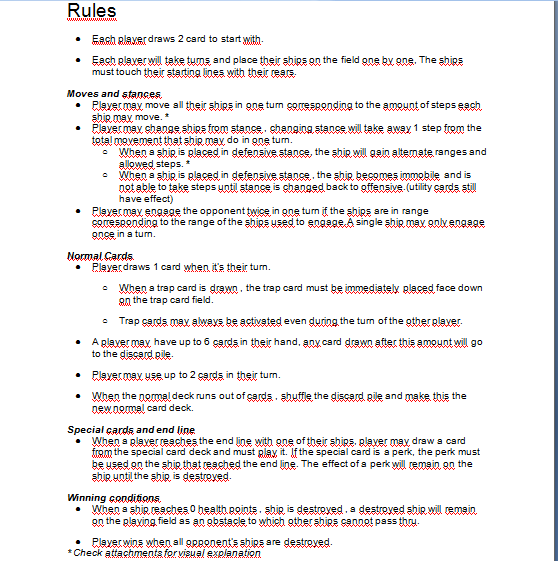 Rules
• Each player draws 2 card to start with.
• Each player will take turns and place their ships on the field one by one. The ships
must touch their starting lines with their rears.
Moves and stances.
• Player may move all their ships in one turn corresponding to the amount of steps each
ship may move. *
• Player may change ships from stance, changing stance will take away 1 step from the
total movement that ship may do in one turn.
o When a ship is placed in defensive stance, the ship will gain alternate ranges and
allowed steps. *
o When a ship is placed in defensive stance, the ship becomes immobile and is
not able to take steps until stance is changed back to offensive.(utility cards still
have effect)
• Player may engage the opponent twice in one turn if the ships are in range
corresponding to the range of the ships used to engage.A single ship may only engage
once in a turn.
Normal Cards.
• Player draws 1 card when it's their turn.
o When a trap card is drawn , the trap card must be immediately placed face down
on the trap card field.
o Trap cards may always be activated even during the turn of the other player.
• A player may have up to 6 cards in their hand, any card drawn after this amount will go
to the discard pile.
• Player may use up to 2 cards in their turn.
• When the normal deck runs out of cards , shuffle the discard pile and make this the
new normal card deck.
Special cards and end line
• When a player reaches the end line with one of their ships, player may draw a card
from the special card deck and must play it. If the special card is a perk, the perk must
be used on the ship that reached the end line. The effect of a perk will remain on the
ship until the ship is destroyed.
Winning conditions.
• When a ship reaches 0 health points , ship is destroyed , a destroyed ship will remain
on the playing field as an obstacle to which other ships cannot pass thru.
• Player wins when all opponent's ships are destroyed.
*Check attachments for visual explanation